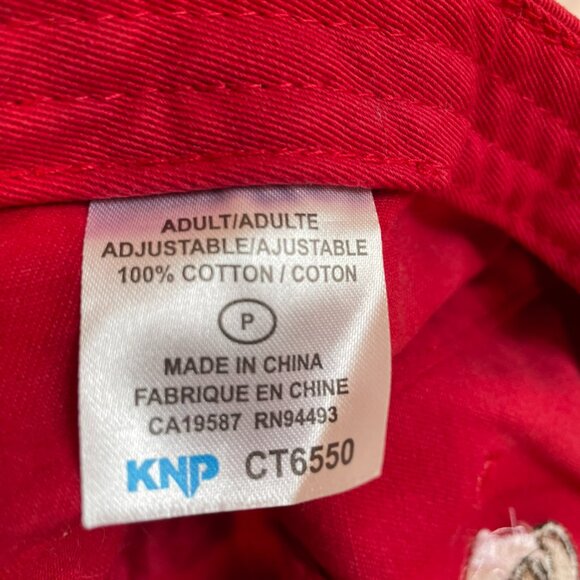 ADULT/ADULTE
ADJUSTABLE/AJUSTABLE
100% COTTON / COTON
P
MADE IN CHINA
FABRIQUE EN CHINE
CA19587 RN94493
KNP CT6550